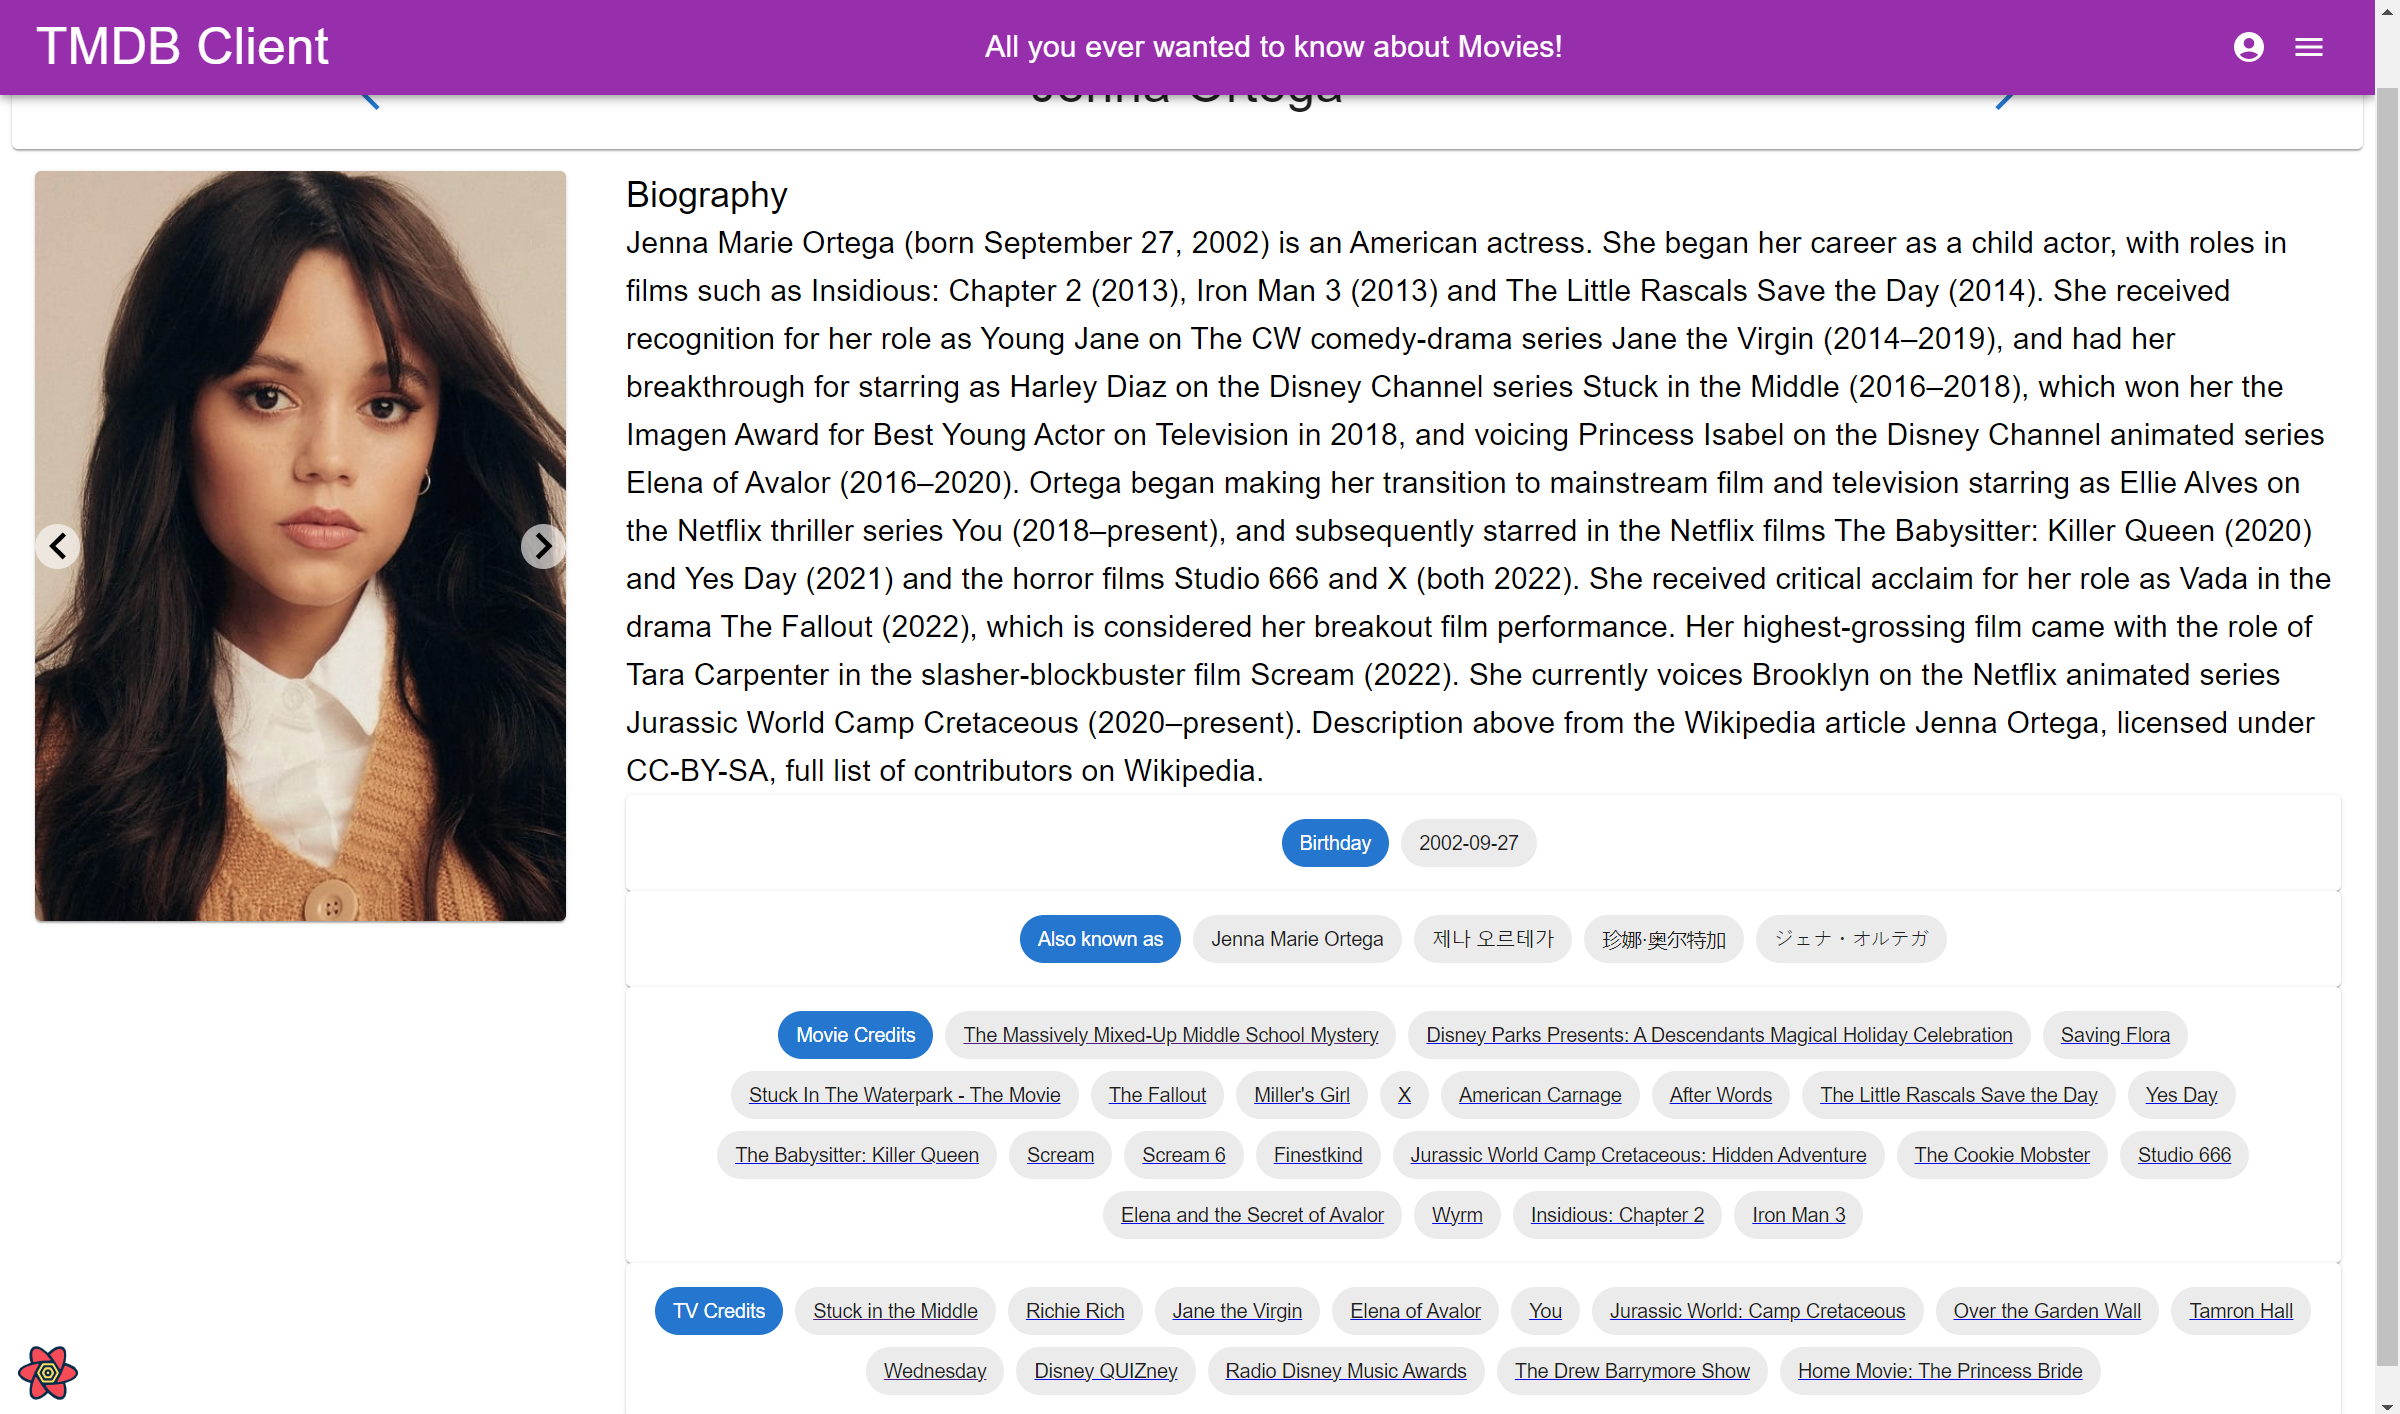 TMDB Client
All you ever wanted to know about Movies!
Jenna Ortega
Biography
Jenna Marie Ortega (born September 27, 2002) is an American actress. She began her career as a child actor, with roles in
films such as Insidious: Chapter 2 (2013), Iron Man 3 (2013) and The Little Rascals Save the Day (2014). She received
recognition for her role as Young Jane on The CW comedy-drama series Jane the Virgin (2014–2019), and had her
breakthrough for starring as Harley Diaz on the Disney Channel series Stuck in the Middle (2016–2018), which won her the
Imagen Award for Best Young Actor on Television in 2018, and voicing Princess Isabel on the Disney Channel animated series
Elena of Avalor (2016–2020). Ortega began making her transition to mainstream film and television starring as Ellie Alves on
the Netflix thriller series You (2018–present), and subsequently starred in the Netflix films The Babysitter: Killer Queen (2020)
and Yes Day (2021) and the horror films Studio 666 and X (both 2022). She received critical acclaim for her role as Vada in the
drama The Fallout (2022), which is considered her breakout film performance. Her highest-grossing film came with the role of
Tara Carpenter in the slasher-blockbuster film Scream (2022). She currently voices Brooklyn on the Netflix animated series
Jurassic World Camp Cretaceous (2020–present). Description above from the Wikipedia article Jenna Ortega, licensed under
CC-BY-SA, full list of contributors on Wikipedia.
Birthday 2002-09-27
Also known as Jenna Marie Ortega 제나 오르테가 珍娜·奥尔特加 ジェナ・オルテガ
Movie Credits The Massively Mixed-Up Middle School Mystery Disney Parks Presents: A Descendants Magical Holiday Celebration Saving Flora
Stuck In The Waterpark - The Movie The Fallout Miller's Girl X American Carnage After Words The Little Rascals Save the Day Yes Day
The Babysitter: Killer Queen Scream Scream 6 Finestkind Jurassic World Camp Cretaceous: Hidden Adventure The Cookie Mobster Studio 666
Elena and the Secret of Avalor Wyrm Insidious: Chapter 2 Iron Man 3
TV Credits Stuck in the Middle Richie Rich Jane the Virgin Elena of Avalor You Jurassic World: Camp Cretaceous Over the Garden Wall Tamron Hall
Wednesday Disney QUIZney Radio Disney Music Awards The Drew Barrymore Show Home Movie: The Princess Bride